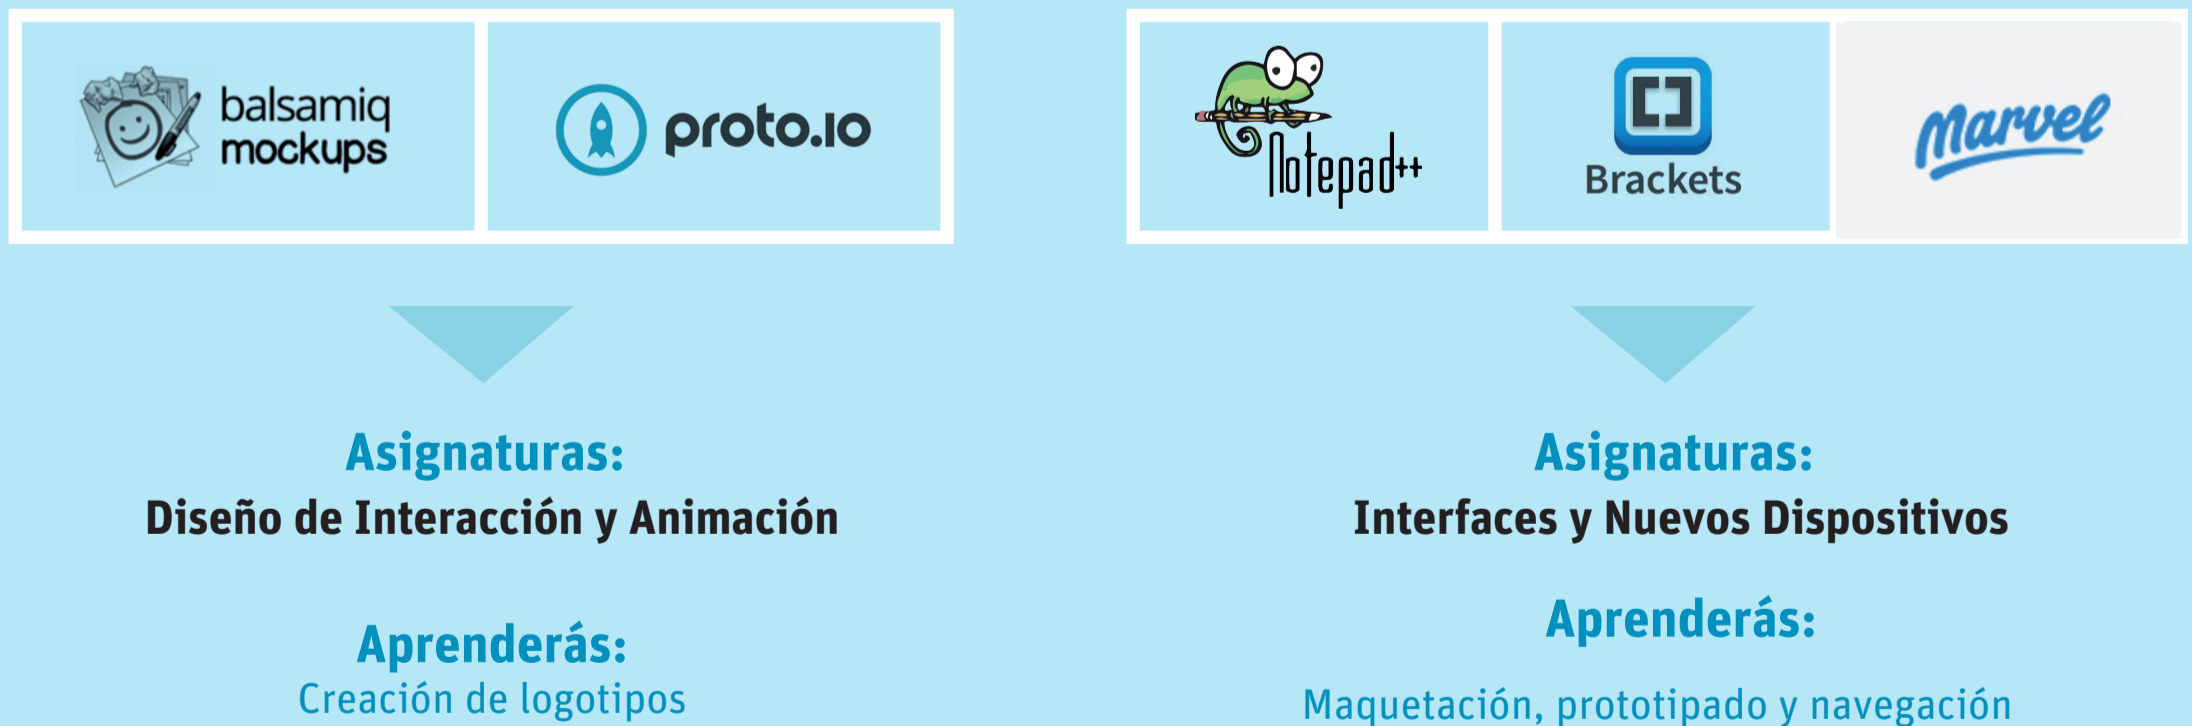 balsamiq
mockups
proto.io
Notepad++
Brackets
Marvel
Asignaturas:
Diseño de Interacción y Animación
Aprenderás:
Creación de logotipos
Asignaturas:
Interfaces y Nuevos Dispositivos
Aprenderás:
Maquetación, prototipado y navegación